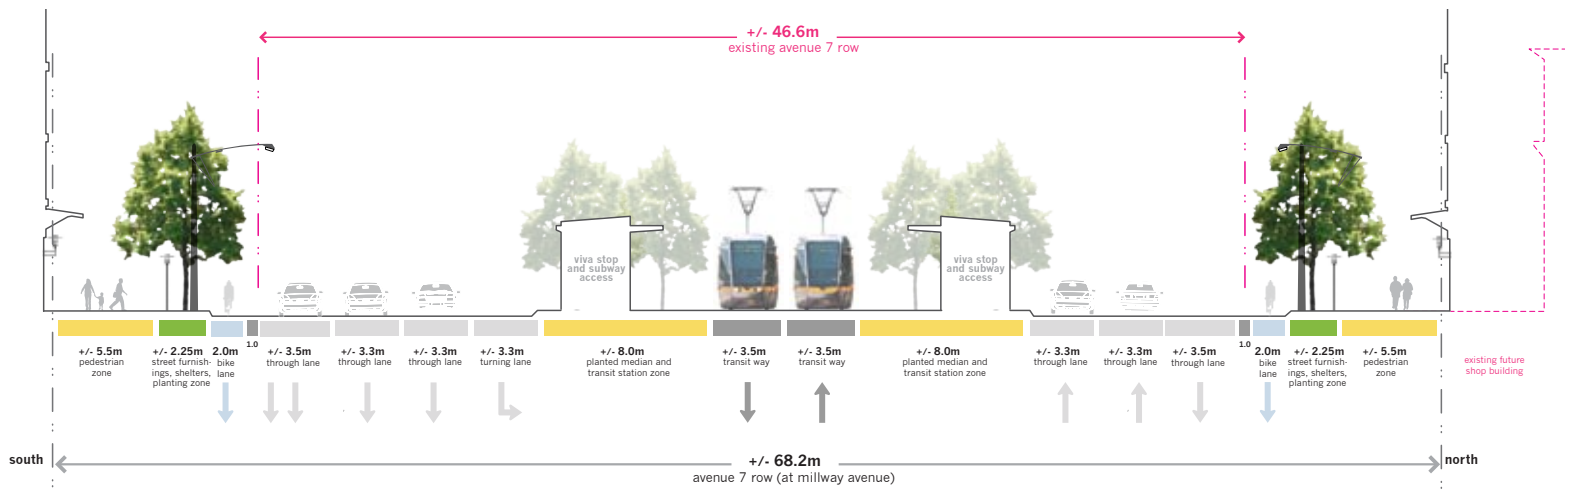 +/- 46.6m
existing avenue 7 row
viva stop
and subway
access
viva stop
and subway
access
1.0
+/- 5.5m
pedestrian
zone
+/- 2.25m
street furnish-
ings, shelters,
planting zone
2.0m
bike
lane
+/- 3.5m
through lane
+/- 3.3m
through lane
+/- 3.3m
through lane
+/- 3.3m
turning lane
+/- 8.0m
planted median and
transit station zone
+/- 3.5m
transit way
+/- 3.5m
transit way
+/- 8.0m
planted median and
transit station zone
+/- 3.3m
through lane
+/- 3.3m
through lane
+/- 3.5m
through lane
1.0
2.0m
bike
lane
+/- 2.25m
street furnish-
ings, shelters,
planting zone
+/- 5.5m
pedestrian
zone
existing future
shop building
south
+/- 68.2m
avenue 7 row (at millway avenue)
north